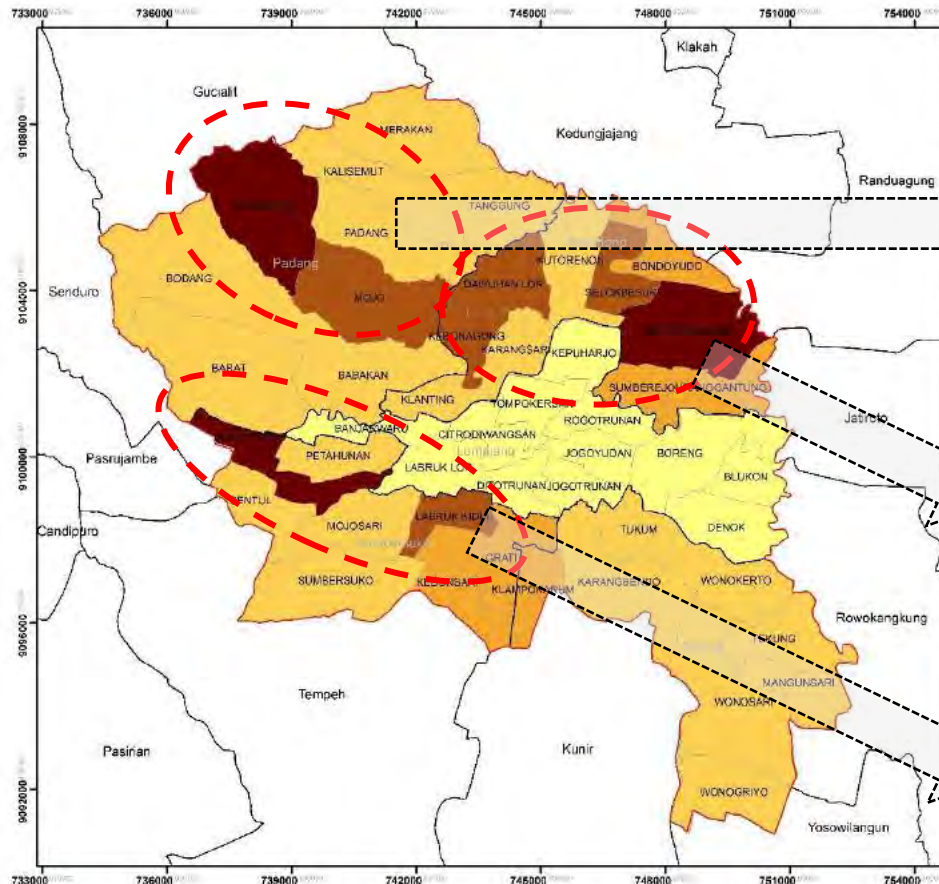 733000 736000 739000 742000 745000 748000 751000 754000
Klakah
Gucialit
9108000
MERAKAN
Kedungjajang
KALISEMUT
Randuagung
TANGGUNG
PADANG
KUTORENON
Padang
BONDOYUDO
BODANG
DAWUHAN LOR
SELOKBESUKI
9104000
Senduro
MOJO
KEBONAGUNG
KARANGSARI
KEPUHARJO
BARAT
BABAKAN
SUMBEREJO
KLANTING
TOMPOKERSAN
Jatiroto
BANJARWARU
CITRODIWANGSAN
ROGOTRUNAN
Lumajang
9100000
Pasrujambe
PETAHUNAN
LABRUK LOR
JOGOYUDAN
BORENG
BLUKON
DITOTRUNAN
JOGOTRUNAN
ENTUL
LABRUK KIDUL
Candipuro
MOJOSARI
TUKUM
DENOK
GRATI
SUMBERSUKO
KEBONSARI
KLAMPOKARUM
KARANGBENDO
WONOKERTO
9096000
Rowokangkung
TEKUNG
Tempeh
MANGUNSARI
WONOSARI
Pasirian
Kunir
9092000
WONOGRIYO
Yosowilangun
733000 736000 739000 742000 745000 748000 751000 754000